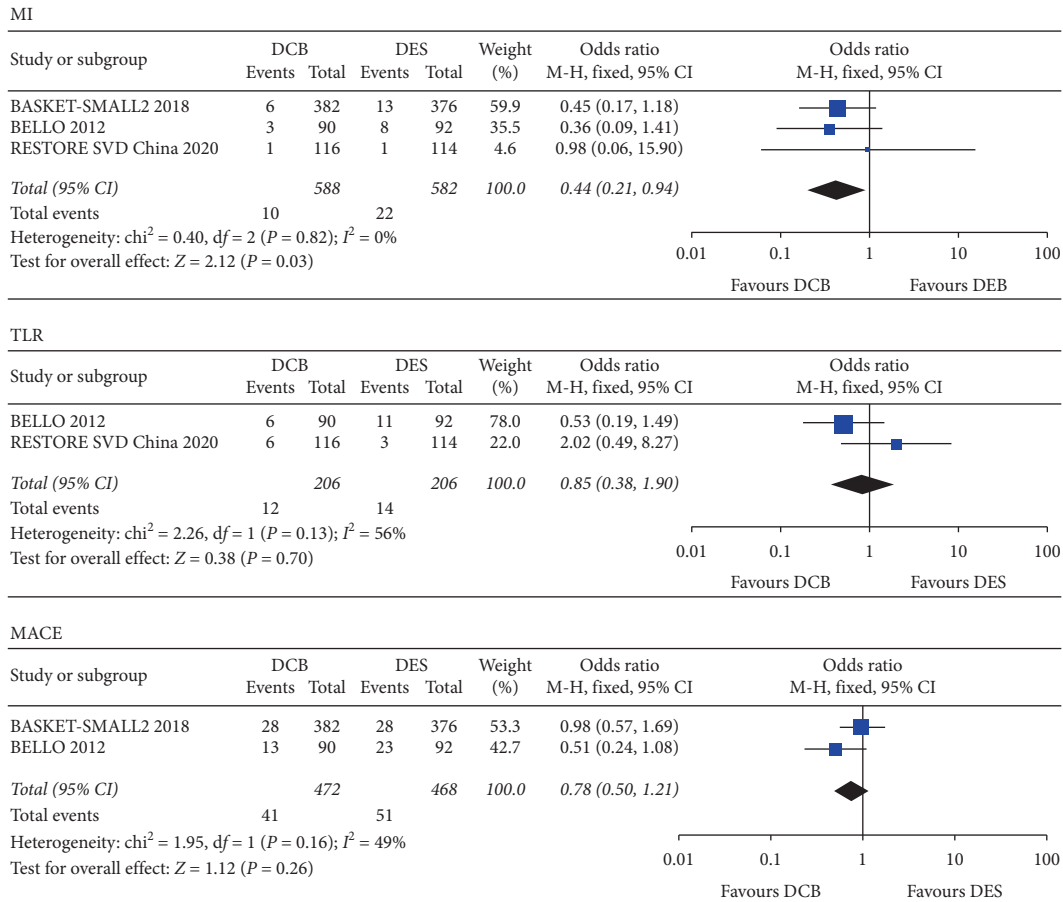 MI
Study or subgroup DCB DES Weight Odds ratio Odds ratio
Events Total Events Total (%) M-H, fixed, 95% CI M-H, fixed, 95% CI
BASKET-SMALL2 2018 6 382 13 376 59.9 0.45 (0.17, 1.18)
BELLO 2012 3 90 8 92 35.5 0.36 (0.09, 1.41)
RESTORE SVD China 2020 1 116 1 114 4.6 0.98 (0.06, 15.90)
Total (95% CI) 588 582 100.0 0.44 (0.21, 0.94)
Total events 10 22
Heterogeneity: chi² = 0.40, df = 2 (P = 0.82); I² = 0%
Test for overall effect: Z = 2.12 (P = 0.03)
0.01 0.1 1 10 100
Favours DCB Favours DEB
TLR
Study or subgroup DCB DES Weight Odds ratio Odds ratio
Events Total Events Total (%) M-H, fixed, 95% CI M-H, fixed, 95% CI
BELLO 2012 6 90 11 92 78.0 0.53 (0.19, 1.49)
RESTORE SVD China 2020 6 116 3 114 22.0 2.02 (0.49, 8.27)
Total (95% CI) 206 206 100.0 0.85 (0.38, 1.90)
Total events 12 14
Heterogeneity: chi² = 2.26, df = 1 (P = 0.13); I² = 56%
Test for overall effect: Z = 0.38 (P = 0.70)
0.01 0.1 1 10 100
Favours DCB Favours DES
MACE
Study or subgroup DCB DES Weight Odds ratio Odds ratio
Events Total Events Total (%) M-H, fixed, 95% CI M-H, fixed, 95% CI
BASKET-SMALL2 2018 28 382 28 376 53.3 0.98 (0.57, 1.69)
BELLO 2012 13 90 23 92 42.7 0.51 (0.24, 1.08)
Total (95% CI) 472 468 100.0 0.78 (0.50, 1.21)
Total events 41 51
Heterogeneity: chi² = 1.95, df = 1 (P = 0.16); I² = 49%
Test for overall effect: Z = 1.12 (P = 0.26)
0.01 0.1 1 10 100
Favours DCB Favours DES